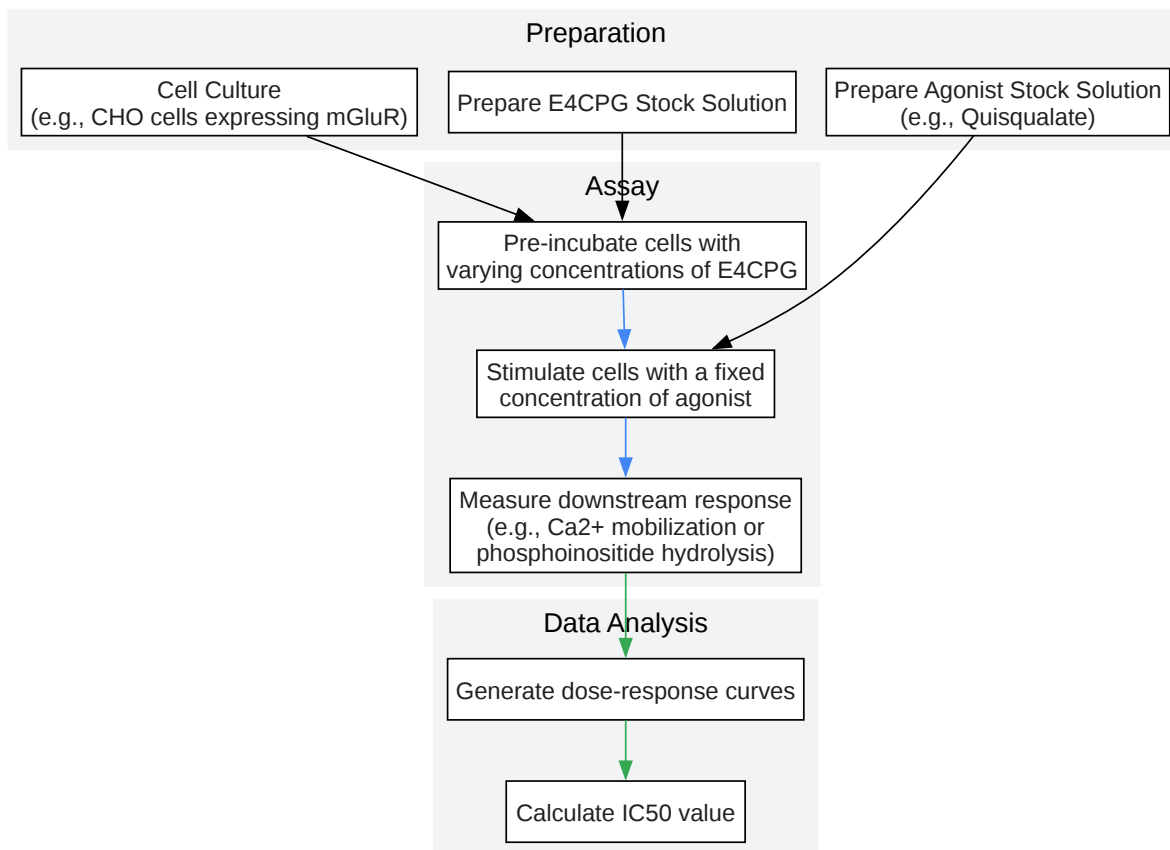 Preparation
Cell Culture
(e.g., CHO cells expressing mGluR)
Prepare E4CPG Stock Solution
Prepare Agonist Stock Solution
(e.g., Quisqualate)
Assay
Pre-incubate cells with
varying concentrations of E4CPG
Stimulate cells with a fixed
concentration of agonist
Measure downstream response
(e.g., Ca2+ mobilization or
phosphoinositide hydrolysis)
Data Analysis
Generate dose-response curves
Calculate IC50 value